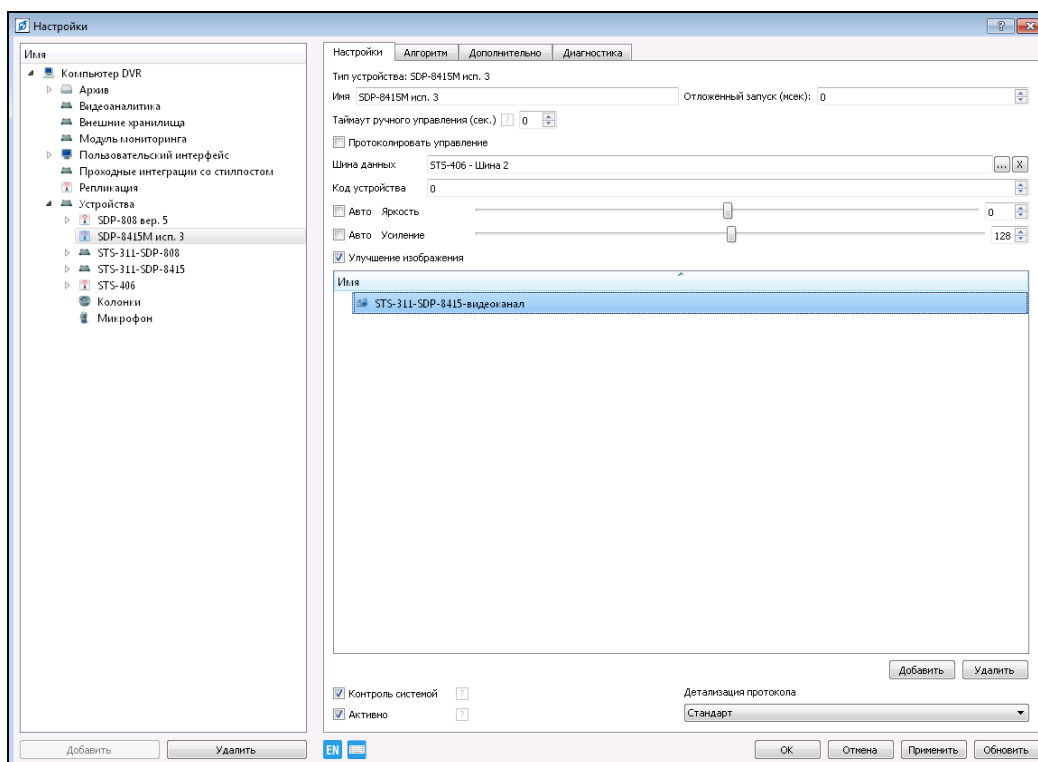 Настройки
?
Имя
Компьютер DVR
Архив
Видеоаналитика
Внешние хранилища
Модуль мониторинга
Пользовательский интерфейс
Проходные интеграции со стилпостом
Репликация
Устройства
SDP-808 вер. 5
SDP-8415М исп. 3
STS-311-SDP-808
STS-311-SDP-8415
STS-406
Колонки
Микрофон
Добавить Удалить
Настройки Алгоритм Дополнительно Диагностика
Тип устройства: SDP-8415М исп. 3
Имя SDP-8415М исп. 3 Отложенный запуск (мсек): 0
Таймаут ручного управления (сек.) ? 0
Протоколировать управление
Шина данных STS-406 - Шина 2 ... X
Код устройства 0
Авто Яркость 0
Авто Усиление 128
Улучшение изображения
Имя
STS-311-SDP-8415-видеоканал
Добавить Удалить
Контроль системой ? Детализация протокола
Активно ? Стандарт
EN OK Отмена Применить Обновить